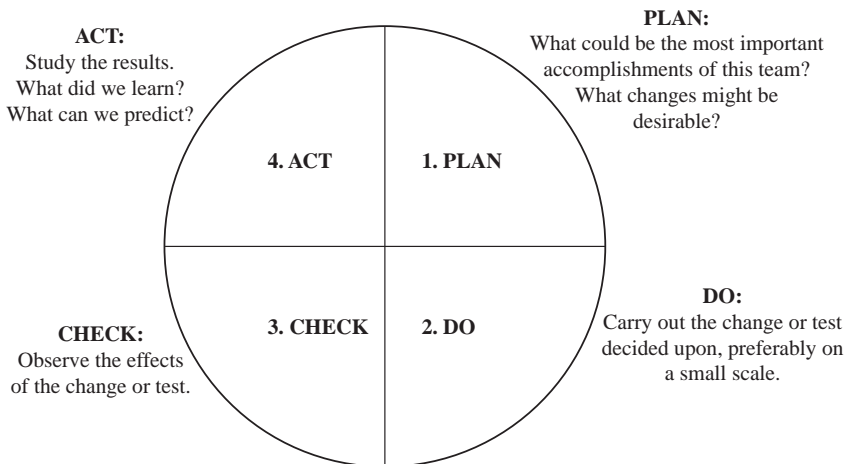 ACT:
Study the results.
What did we learn?
What can we predict?
PLAN:
What could be the most important
accomplishments of this team?
What changes might be
desirable?
4. ACT
1. PLAN
3. CHECK
2. DO
CHECK:
Observe the effects
of the change or test.
DO:
Carry out the change or test
decided upon, preferably on
a small scale.